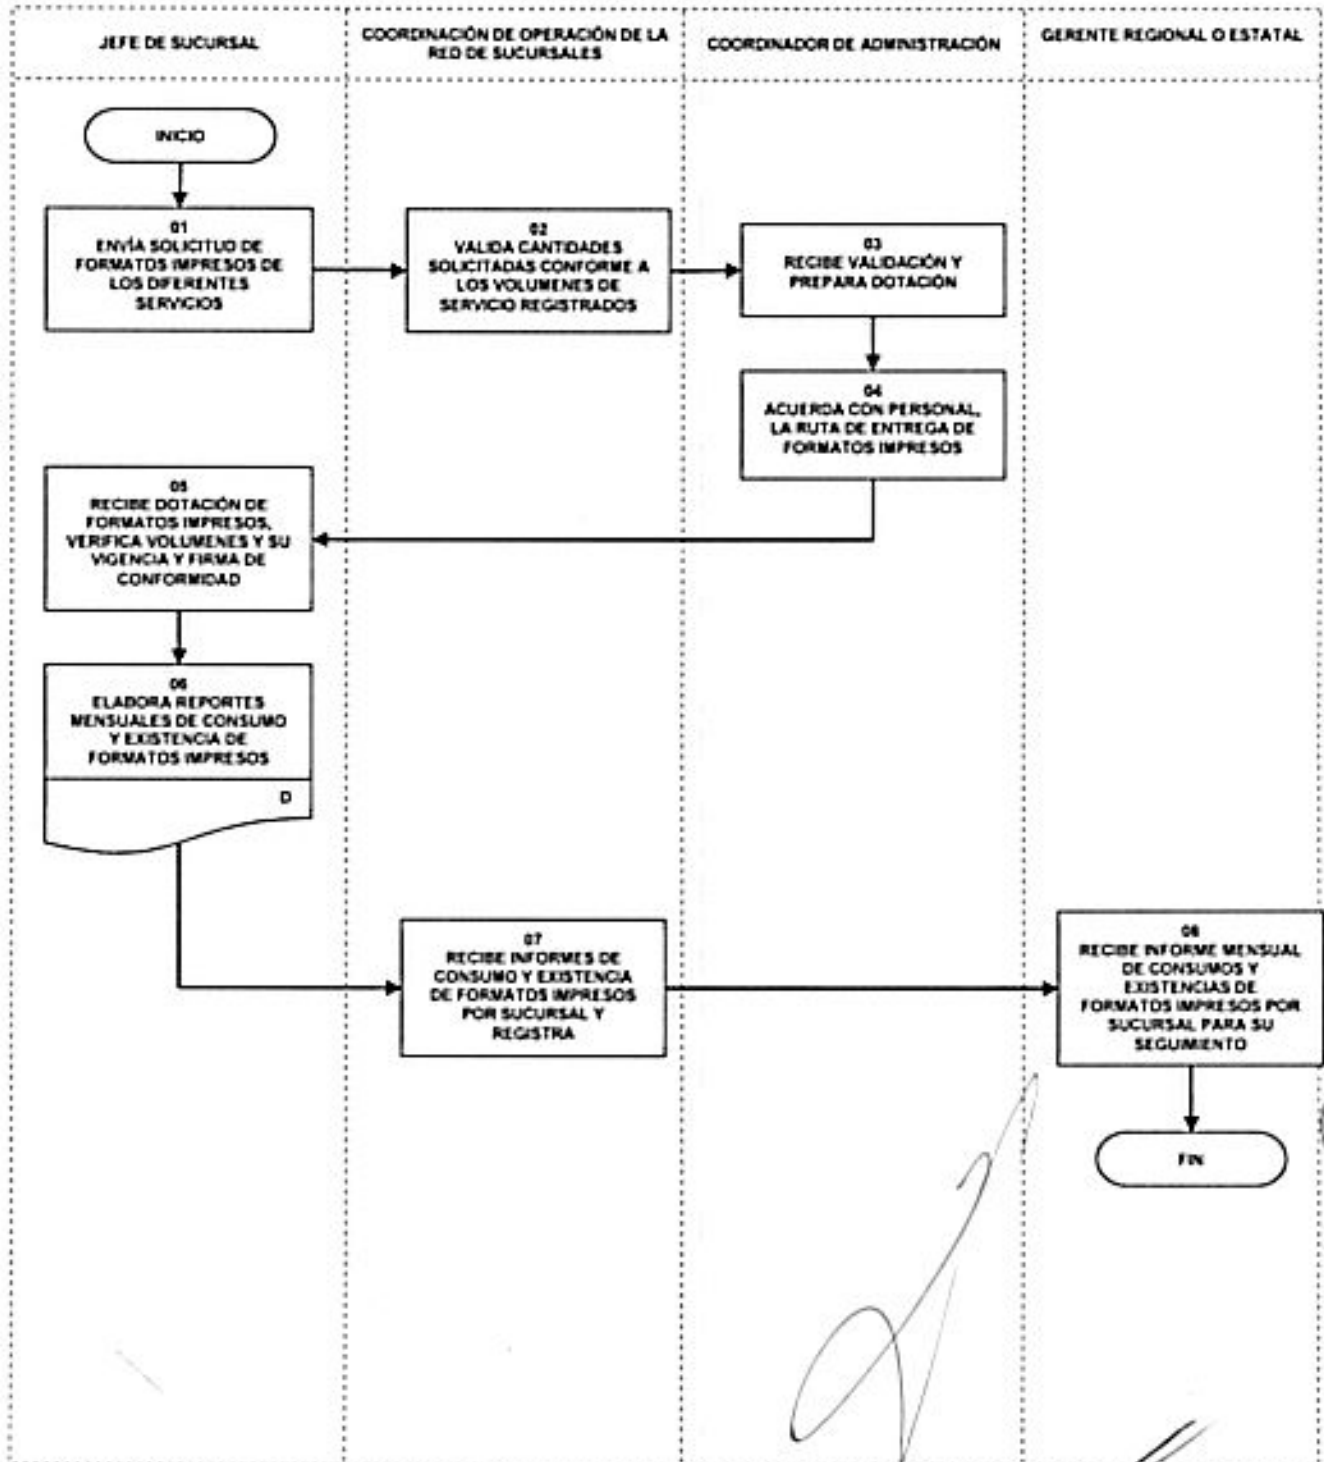 JEFE DE SUCURSAL
COORDINACIÓN DE OPERACIÓN DE LA
RED DE SUCURSALES
COORDINADOR DE ADMINISTRACIÓN
GERENTE REGIONAL O ESTATAL
INICIO
01
ENVÍA SOLICITUD DE
FORMATOS IMPRESOS DE
LOS DIFERENTES
SERVICIOS
02
VALIDA CANTIDADES
SOLICITADAS CONFORME A
LOS VOLUMENES DE
SERVICIO REGISTRADOS
03
RECIBE VALIDACIÓN Y
PREPARA DOTACIÓN
04
ACUERDA CON PERSONAL,
LA RUTA DE ENTREGA DE
FORMATOS IMPRESOS
05
RECIBE DOTACIÓN DE
FORMATOS IMPRESOS,
VERIFICA VOLUMENES Y SU
VIGENCIA Y FIRMA DE
CONFORMIDAD
06
ELABORA REPORTES
MENSUALES DE CONSUMO
Y EXISTENCIA DE
FORMATOS IMPRESOS
D
07
RECIBE INFORMES DE
CONSUMO Y EXISTENCIA
DE FORMATOS IMPRESOS
POR SUCURSAL Y
REGISTRA
08
RECIBE INFORME MENSUAL
DE CONSUMOS Y
EXISTENCIAS DE
FORMATOS IMPRESOS POR
SUCURSAL PARA SU
SEGUIMIENTO
FIN